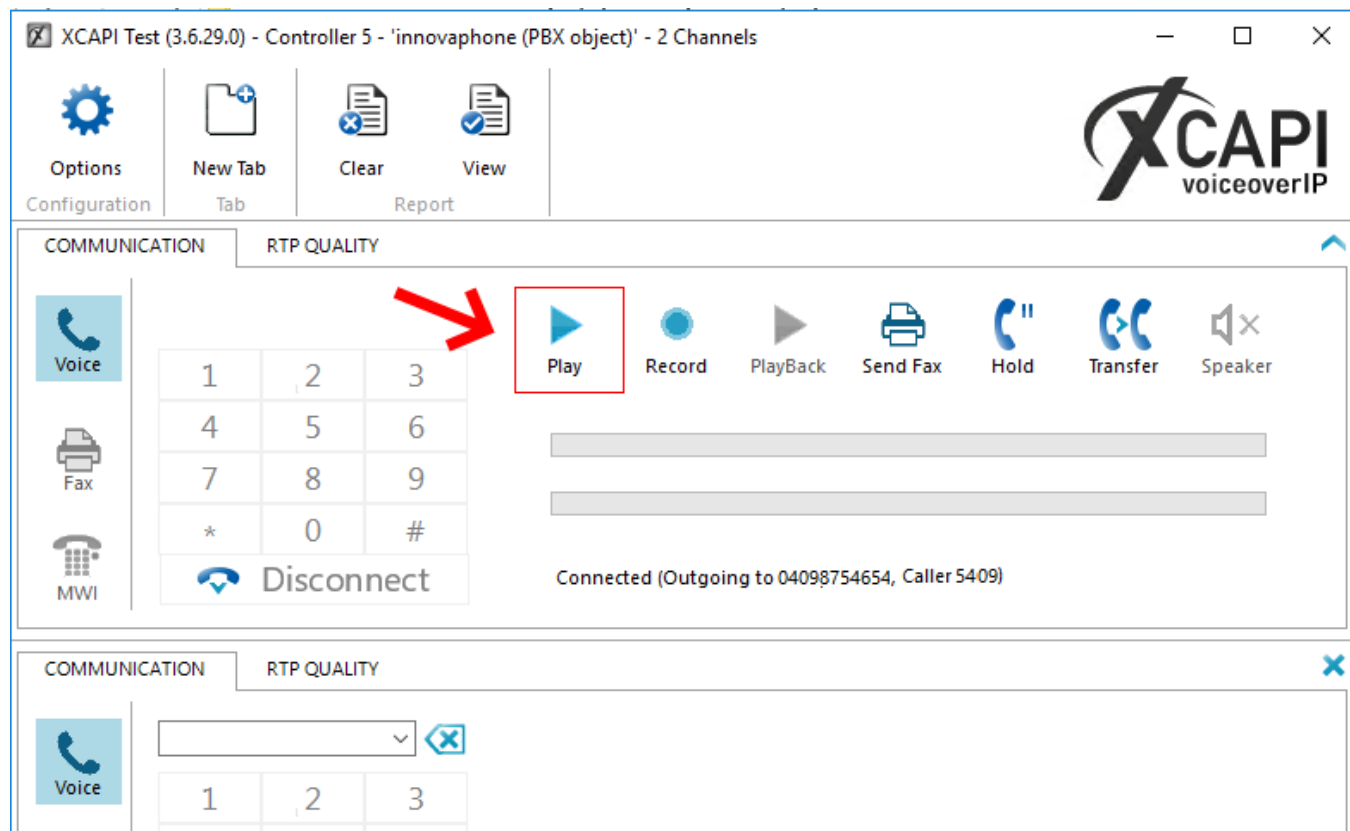 XCAPI Test (3.6.29.0) - Controller 5 - 'innovaphone (PBX object)' - 2 Channels
Options New Tab Clear View
Configuration Tab Report
XCAPI
voiceoverIP
COMMUNICATION RTP QUALITY
Voice
Fax
MWI
1 2 3
4 5 6
7 8 9
* 0 #
Disconnect
Play Record PlayBack Send Fax Hold Transfer Speaker
Connected (Outgoing to 04098754654, Caller 5409)
COMMUNICATION RTP QUALITY
Voice
1 2 3